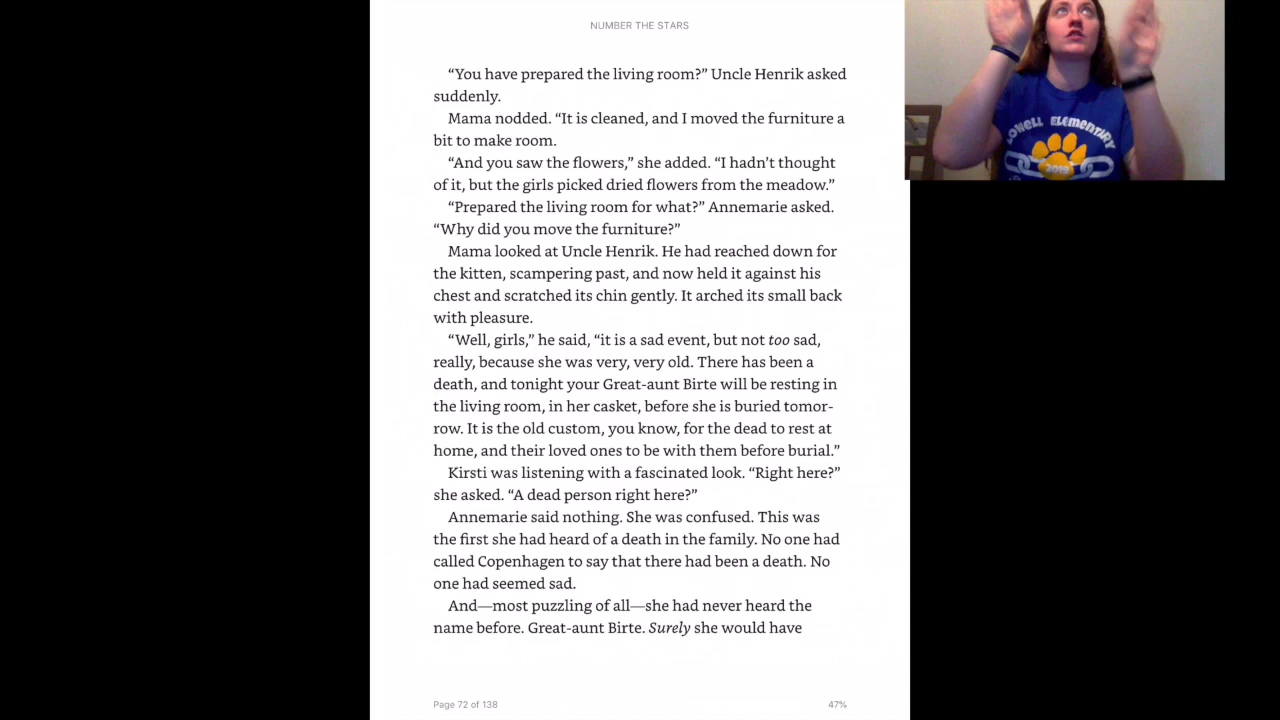 NUMBER THE STARS
“You have prepared the living room?” Uncle Henrik asked
suddenly.
Mama nodded. “It is cleaned, and I moved the furniture a
bit to make room.
“And you saw the flowers,” she added. “I hadn’t thought
of it, but the girls picked dried flowers from the meadow.”
“Prepared the living room for what?” Annemarie asked.
“Why did you move the furniture?”
Mama looked at Uncle Henrik. He had reached down for
the kitten, scampering past, and now held it against his
chest and scratched its chin gently. It arched its small back
with pleasure.
“Well, girls,” he said, “it is a sad event, but not too sad,
really, because she was very, very old. There has been a
death, and tonight your Great-aunt Birte will be resting in
the living room, in her casket, before she is buried tomor-
row. It is the old custom, you know, for the dead to rest at
home, and their loved ones to be with them before burial.”
Kirsti was listening with a fascinated look. “Right here?”
she asked. “A dead person right here?”
Annemarie said nothing. She was confused. This was
the first she had heard of a death in the family. No one had
called Copenhagen to say that there had been a death. No
one had seemed sad.
And—most puzzling of all—she had never heard the
name before. Great-aunt Birte. Surely she would have
Page 72 of 138
47%
ELEMENTARY
2019